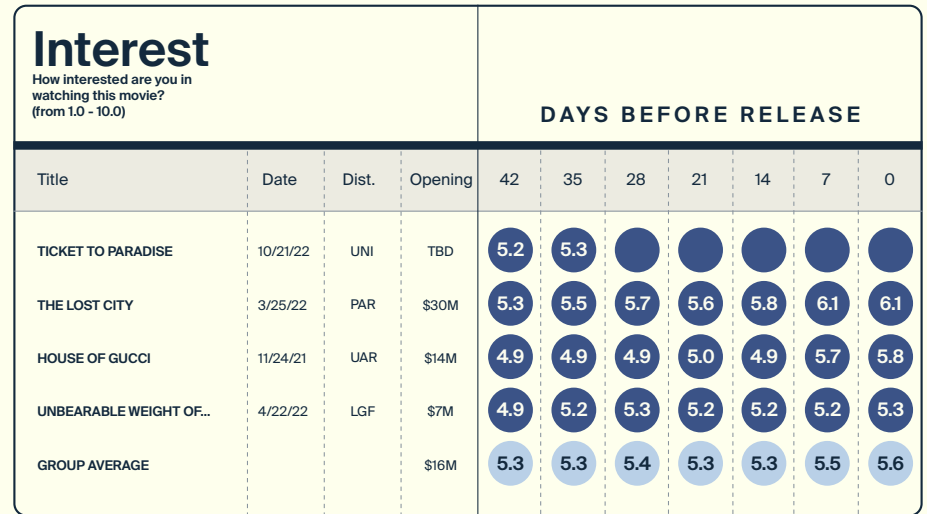 Interest
How interested are you in
watching this movie?
(from 1.0 - 10.0)
DAYS BEFORE RELEASE
Title Date Dist. Opening 42 35 28 21 14 7 0
TICKET TO PARADISE 10/21/22 UNI TBD 5.2 5.3
THE LOST CITY 3/25/22 PAR $30M 5.3 5.5 5.7 5.6 5.8 6.1 6.1
HOUSE OF GUCCI 11/24/21 UAR $14M 4.9 4.9 4.9 5.0 4.9 5.7 5.8
UNBEARABLE WEIGHT OF... 4/22/22 LGF $7M 4.9 5.2 5.3 5.2 5.2 5.2 5.3
GROUP AVERAGE $16M 5.3 5.3 5.4 5.3 5.3 5.5 5.6